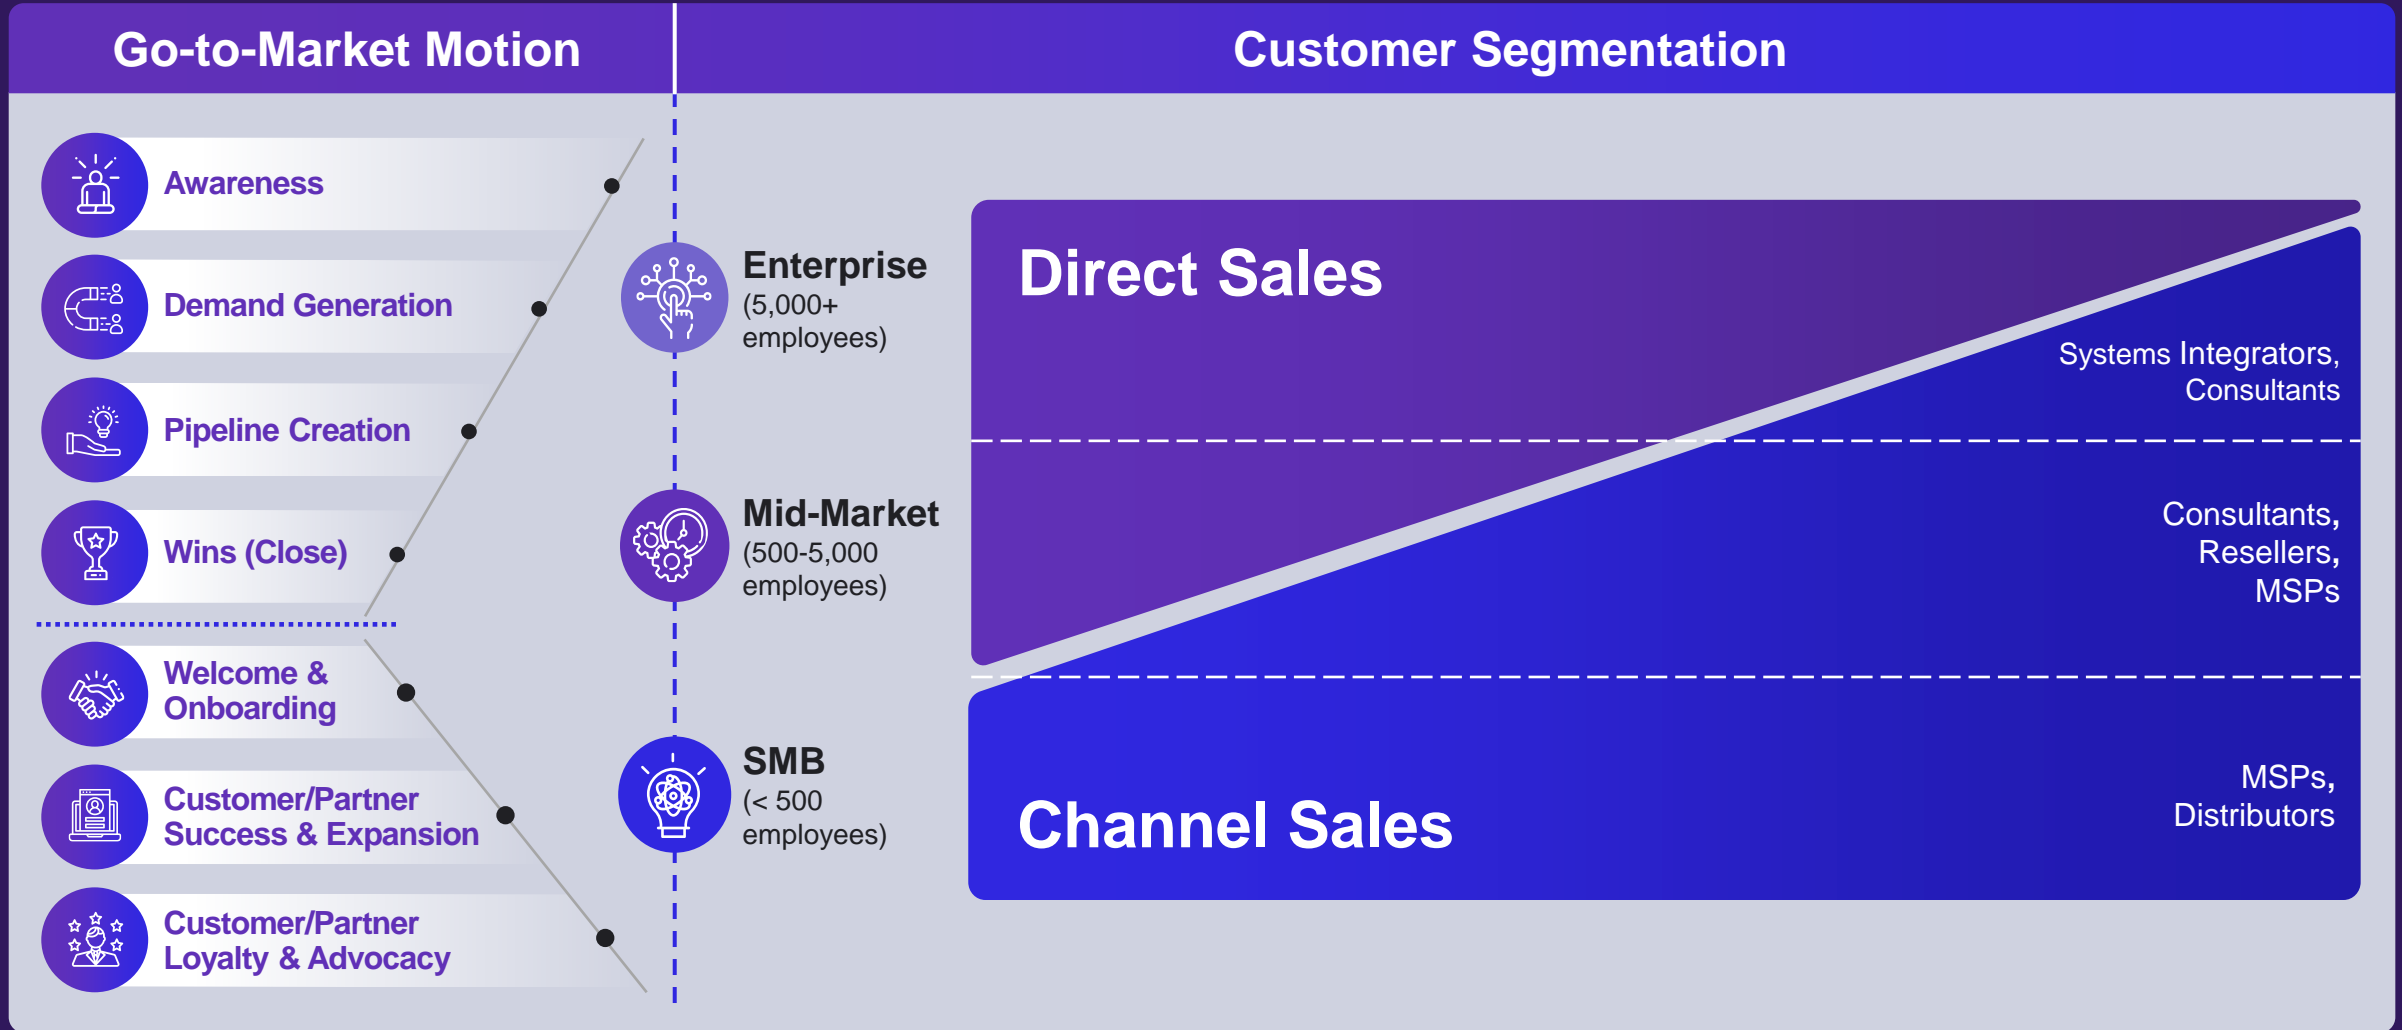 Go-to-Market Motion
Customer Segmentation
Awareness
Demand Generation
Pipeline Creation
Wins (Close)
Welcome &
Onboarding
Customer/Partner
Success & Expansion
Customer/Partner
Loyalty & Advocacy
Enterprise
(5,000+
employees)
Mid-Market
(500-5,000
employees)
SMB
(< 500
employees)
Direct Sales
Systems Integrators,
Consultants
Consultants,
Resellers,
MSPs
Channel Sales
MSPs,
Distributors